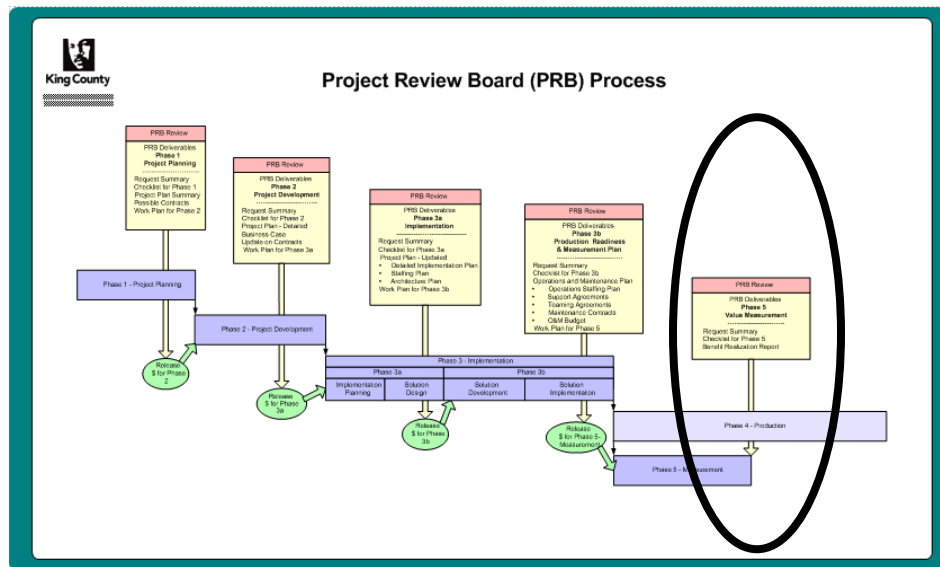 King County
Project Review Board (PRB) Process
PRB Review
PRB Deliverables
Phase 1
Project Planning
Request Summary
Checklist for Phase 1
Project Plan Summary
Possible Contracts
Work Plan for Phase 2
PRB Review
PRB Deliverables
Phase 2
Project Development
Request Summary
Checklist for Phase 2
Project Plan - Detailed
Business Case
Update on Contracts
Work Plan for Phase 3a
PRB Review
PRB Deliverables
Phase 3a
Implementation
Request Summary
Checklist for Phase 3a
Project Plan - Updated
• Detailed Implementation Plan
• Staffing Plan
• Architecture Plan
Work Plan for Phase 3b
PRB Review
PRB Deliverables
Phase 3b
Production Readiness
& Measurement Plan
Request Summary
Checklist for Phase 3b
Operations and Maintenance Plan
• Operations Staffing Plan
• Support Agreements
• Teaming Agreements
• Maintenance Contracts
• O&M Budget
Work Plan for Phase 5
PRB Review
PRB Deliverables
Phase 5
Value Measurement
Request Summary
Checklist for Phase 5
Benefit Realization Report
Phase 1 - Project Planning
Release
$ for Phase
2
Phase 2 - Project Development
Release
$ for Phase
3a
Phase 3 - Implementation
Phase 3a
Phase 3b
Implementation
Planning
Solution
Design
Solution
Development
Solution
Implementation
Release
$ for Phase
3b
Release
$ for Phase 5-
Measurement
Phase 4 - Production
Phase 5 - Measurement